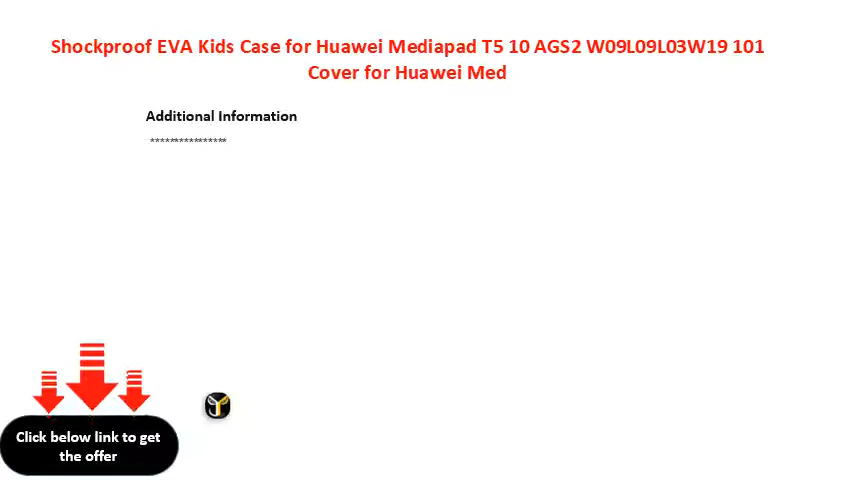 Shockproof EVA Kids Case for Huawei Mediapad T5 10 AGS2 W09L09L03W19 101
Cover for Huawei Med
Additional Information
****************
Click below link to get
the offer